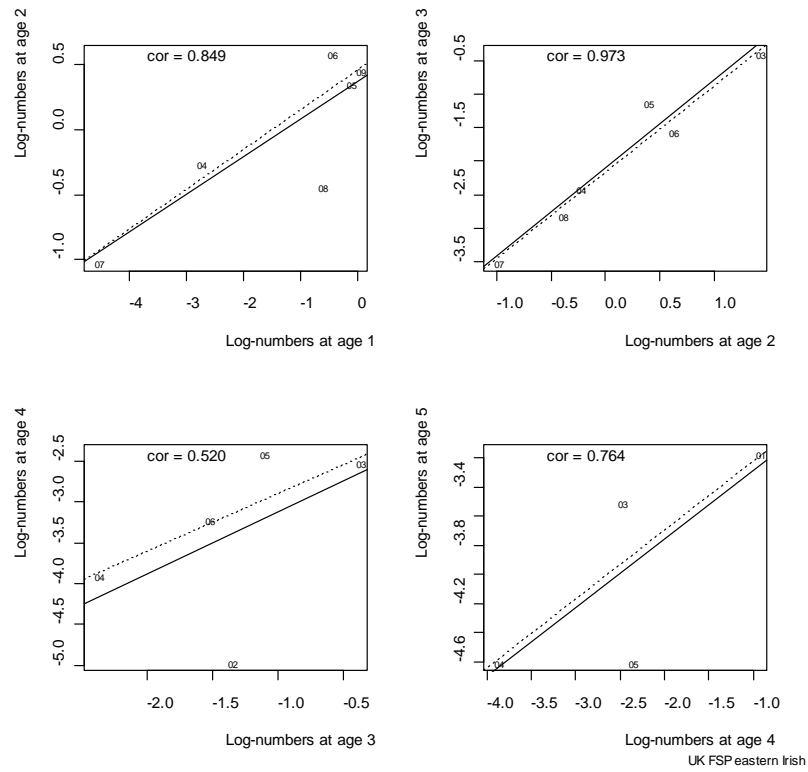 Log-numbers at age 2
0.5
0.0
-0.5
-1.0
cor = 0.849
06
09
05
04
08
07
-4 -3 -2 -1 0
Log-numbers at age 1
Log-numbers at age 3
-0.5
-1.5
-2.5
-3.5
cor = 0.973
03
05
06
04
08
07
-1.0 -0.5 0.0 0.5 1.0
Log-numbers at age 2
Log-numbers at age 4
-2.5
-3.0
-3.5
-4.0
-4.5
-5.0
cor = 0.520
05
03
06
04
02
-2.0 -1.5 -1.0 -0.5
Log-numbers at age 3
Log-numbers at age 5
-3.4
-3.8
-4.2
-4.6
cor = 0.764
01
03
04
05
-4.0 -3.5 -3.0 -2.5 -2.0 -1.5 -1.0
Log-numbers at age 4
UK FSP eastern Irish